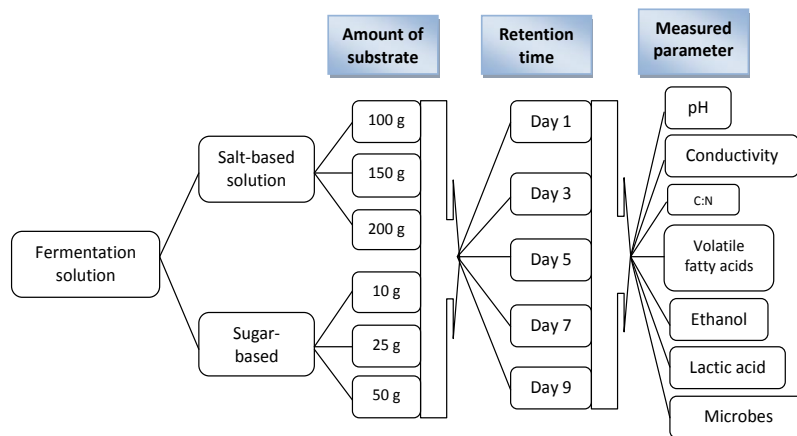 Amount of
substrate
Retention
time
Measured
parameter
Fermentation
solution
Salt-based
solution
Sugar-
based
100 g
150 g
200 g
10 g
25 g
50 g
Day 1
Day 3
Day 5
Day 7
Day 9
pH
Conductivity
C:N
Volatile
fatty acids
Ethanol
Lactic acid
Microbes